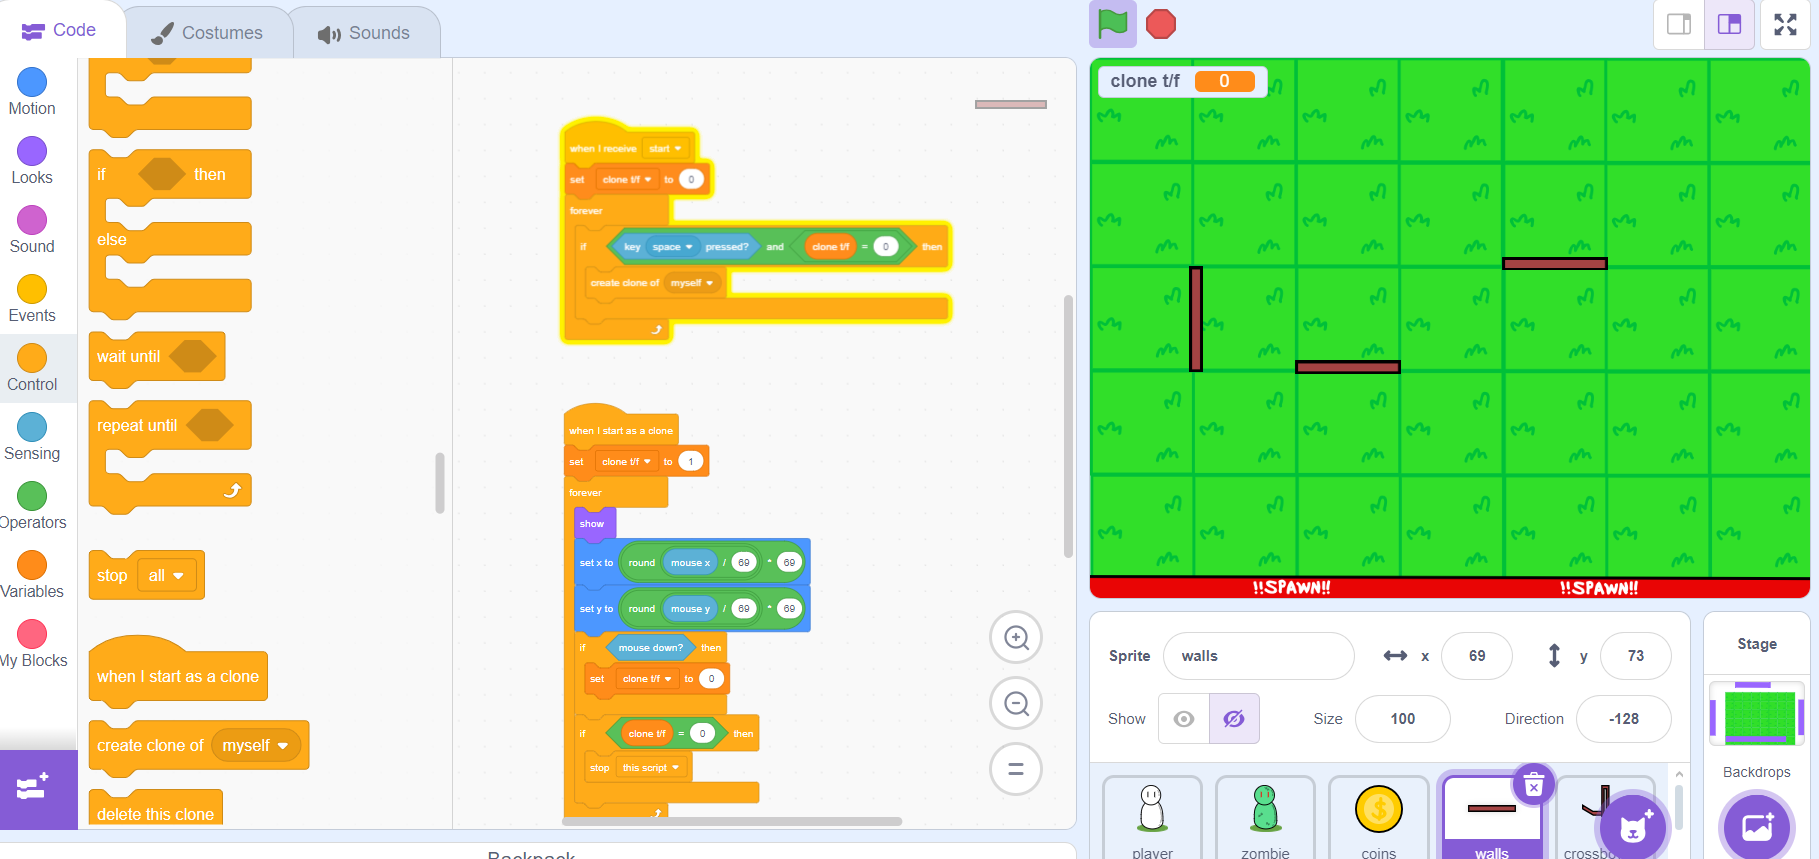 Code
Costumes
Sounds
Motion
Looks
Sound
Events
Control
Sensing
Operators
Variables
My Blocks
if then
else
wait until
repeat until
stop all
when I start as a clone
create clone of myself
delete this clone
when I receive start
set clone t/f to 0
forever
if key space pressed? and clone t/f = 0 then
create clone of myself
when I start as a clone
set clone t/f to 1
forever
show
set x to round mouse x / 69 * 69
set y to round mouse y / 69 * 69
if mouse down? then
set clone t/f to 0
if clone t/f = 0 then
stop this script
Backpack
clone t/f 0
!!SPAWN!! !!SPAWN!!
Sprite walls x 69 y 73
Show Size 100 Direction -128
player
zombie
coins
walls
Stage
Backdrops